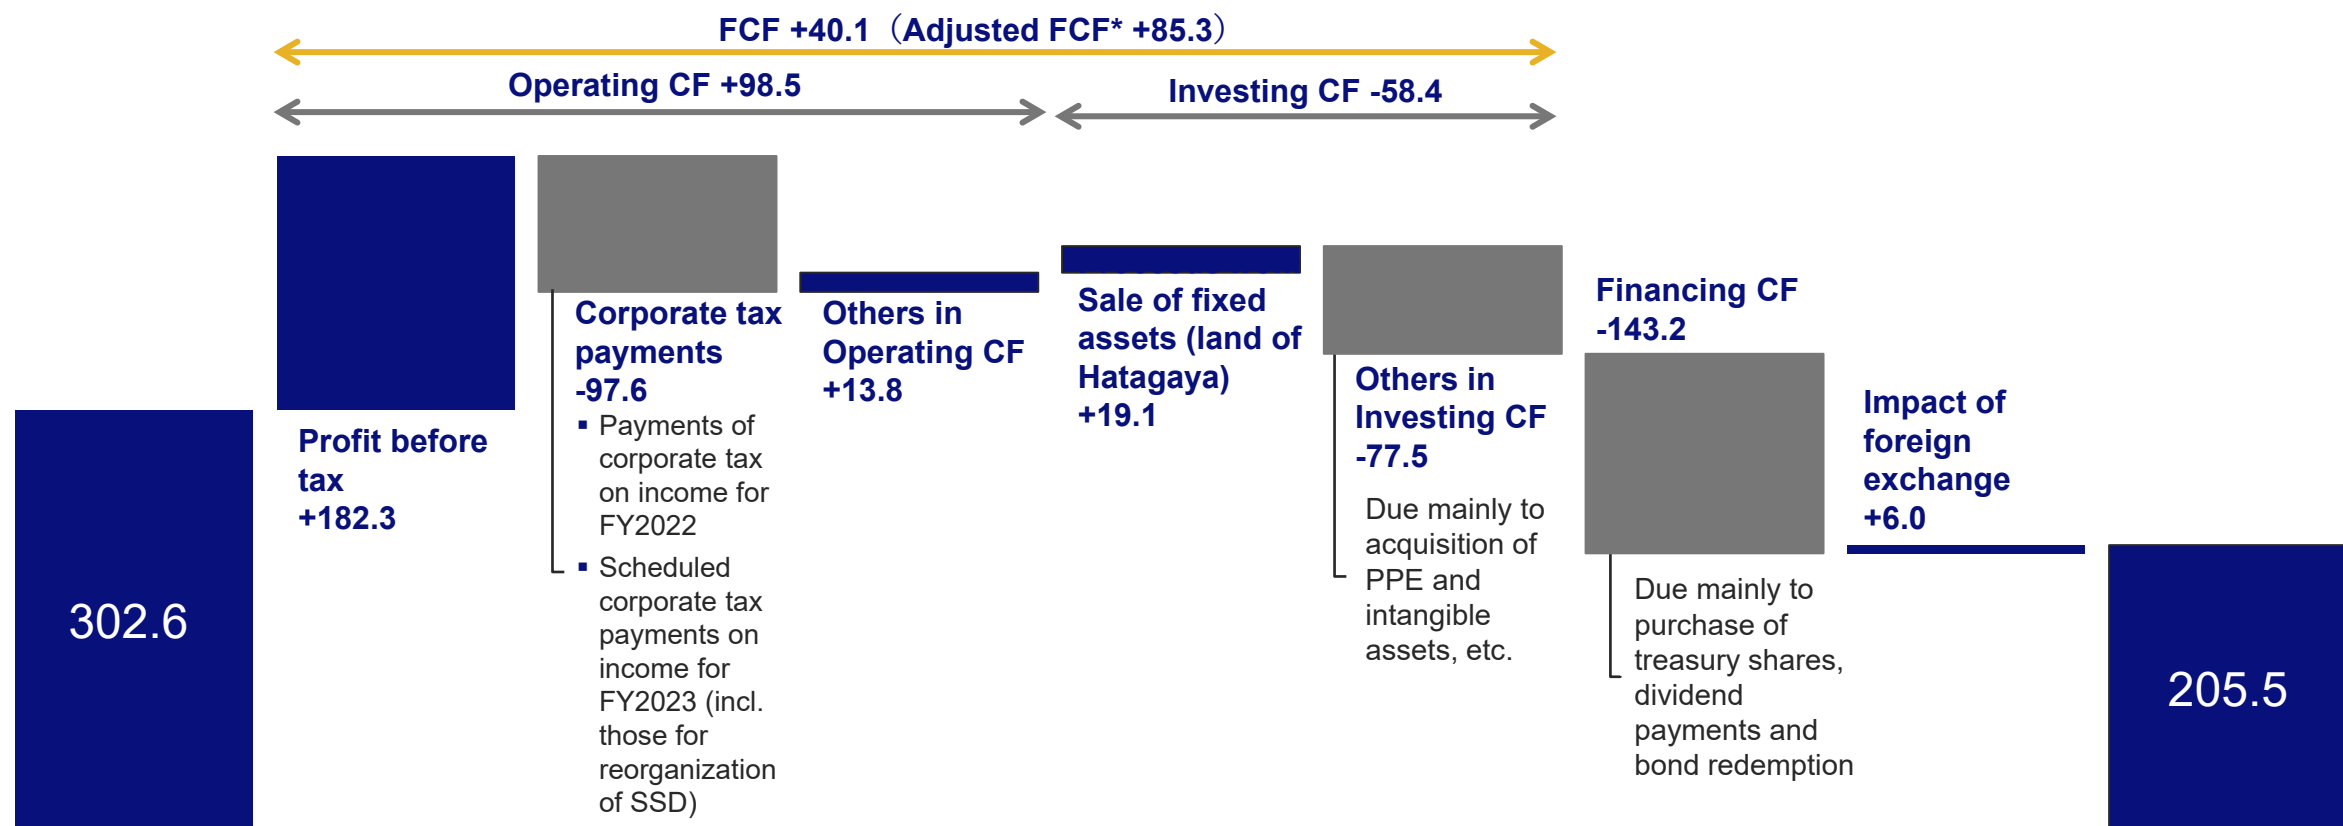 FCF +40.1（Adjusted FCF* +85.3）
Operating CF +98.5
Investing CF -58.4
302.6
Profit before
tax
+182.3
Corporate tax
payments
-97.6
▪ Payments of
corporate tax
on income for
FY2022
▪ Scheduled
corporate tax
payments on
income for
FY2023 (incl.
those for
reorganization
of SSD)
Others in
Operating CF
+13.8
Sale of fixed
assets (land of
Hatagaya)
+19.1
Others in
Investing CF
-77.5
Due mainly to
acquisition of
PPE and
intangible
assets, etc.
Financing CF
-143.2
Due mainly to
purchase of
treasury shares,
dividend
payments and
bond redemption
Impact of
foreign
exchange
+6.0
205.5